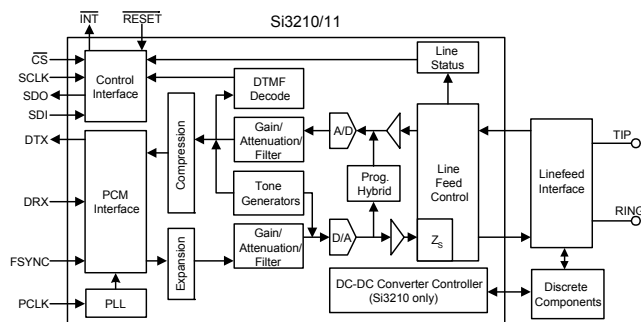 INT
RESET
Si3210/11
CS
SCLK
SDO
SDI
DTX
DRX
FSYNC
PCLK
Control
Interface
PCM
Interface
PLL
Compression
Expansion
DTMF
Decode
Gain/
Attenuation/
Filter
Tone
Generators
Gain/
Attenuation/
Filter
A/D
Prog.
Hybrid
D/A
Line
Status
Line
Feed
Control
ZS
DC-DC Converter Controller
(Si3210 only)
Linefeed
Interface
Discrete
Components
TIP
RING